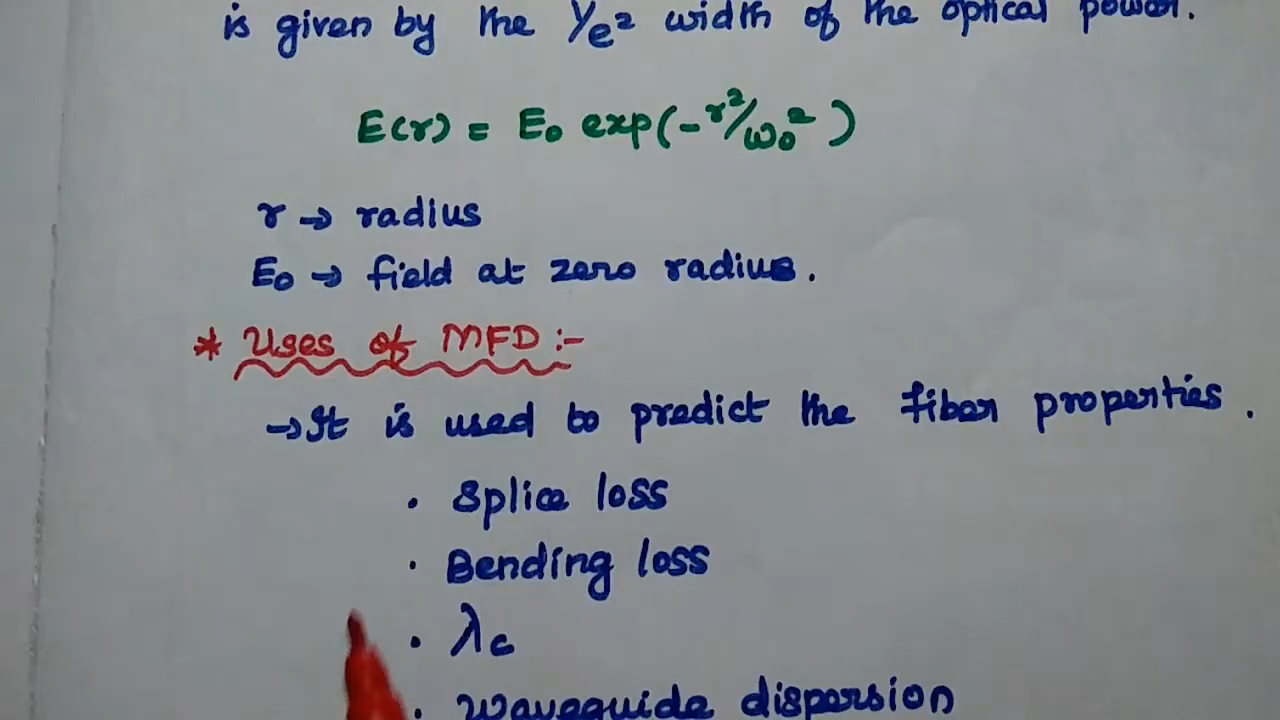 is given by the 1/e² width of the optical power.
E(r) = E₀ exp(-r²/ω₀²)
r → radius
E₀ → field at zero radius.
* Uses of MFD :-
→ It is used to predict the fiber properties.
· Splice loss
· Bending loss
· λc
· Waveguide dispersion